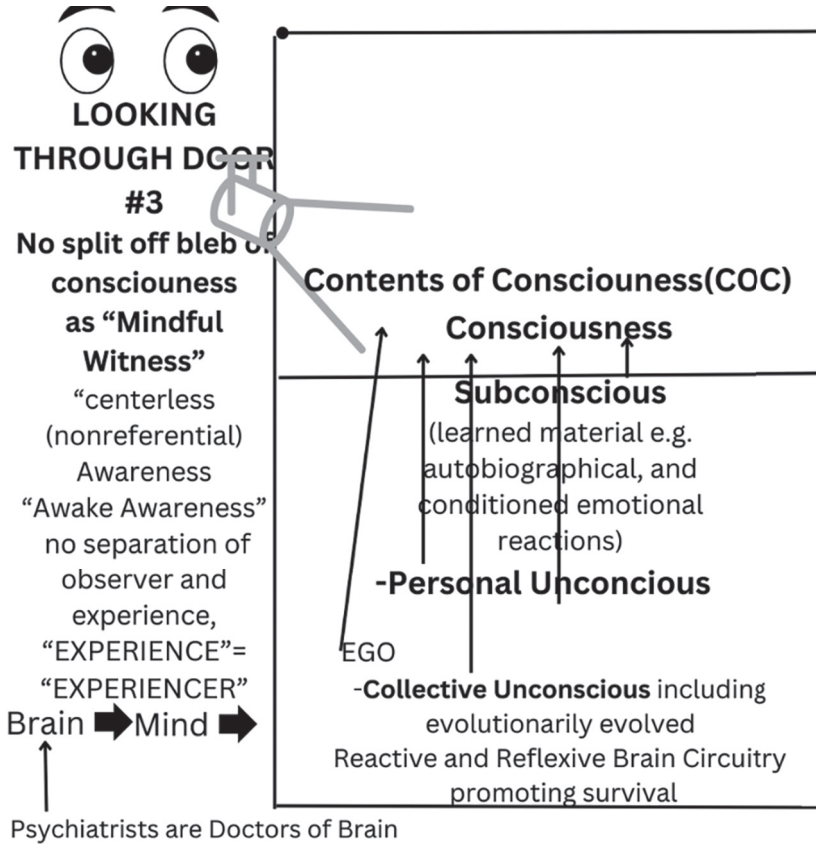 LOOKING
THROUGH DOOR
#3
No split off bleb of
consciouness
as “Mindful
Witness”
“centerless
(nonreferential)
Awareness
“Awake Awareness”
no separation of
observer and
experience,
“EXPERIENCE”=
“EXPERIENCER”
Brain Mind
Psychiatrists are Doctors of Brain
Contents of Consciouness(COC)
Consciousness
Subconscious
(learned material e.g.
autobiographical, and
conditioned emotional
reactions)
-Personal Unconcious
EGO
-Collective Unconscious including
evolutionarily evolved
Reactive and Reflexive Brain Circuitry
promoting survival